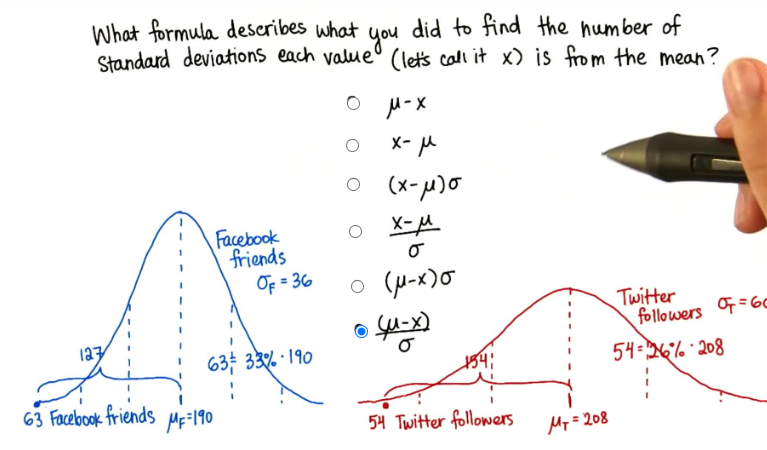 What formula describes what you did to find the number of
Standard deviations each value (let's call it x) is from the mean?
μ-x
x-μ
(x-μ)σ
x-μ
σ
(μ-x)σ
(μ-x)
σ
Facebook
friends
σF = 36
127
63 = 33% · 190
63 Facebook friends μF=190
Twitter
followers σT = 60
154
54 = 26% · 208
54 Twitter followers μT = 208